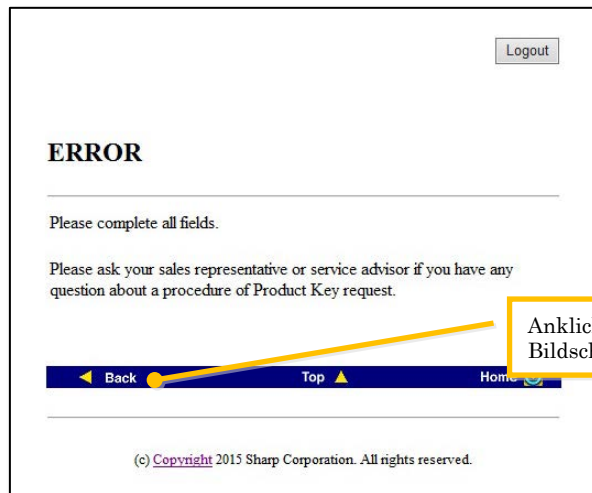 Logout
ERROR
Please complete all fields.
Please ask your sales representative or service advisor if you have any
question about a procedure of Product Key request.
Back Top Home
(c) Copyright 2015 Sharp Corporation. All rights reserved.